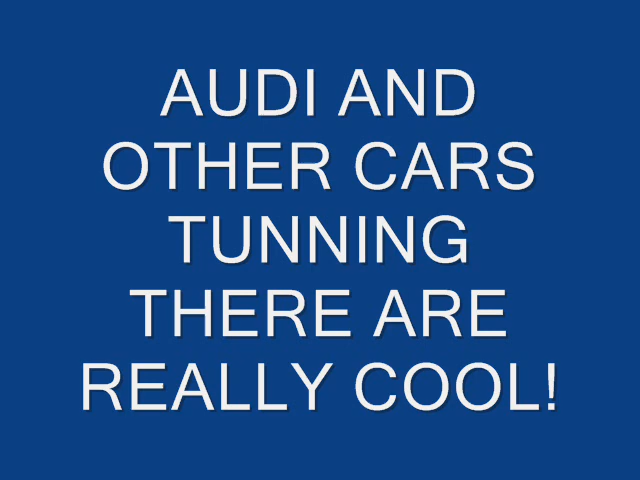 AUDI AND
OTHER CARS
TUNNING
THERE ARE
REALLY COOL!